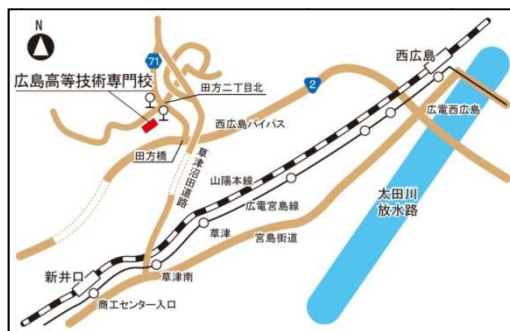 N
71
広島高等技術専門校
田方二丁目北
西広島
2
広電西広島
西広島バイパス
田方橋
草津沼田道路
山陽本線
広電宮島線
太田川
放水路
草津
宮島街道
新井口
草津南
商工センター入口